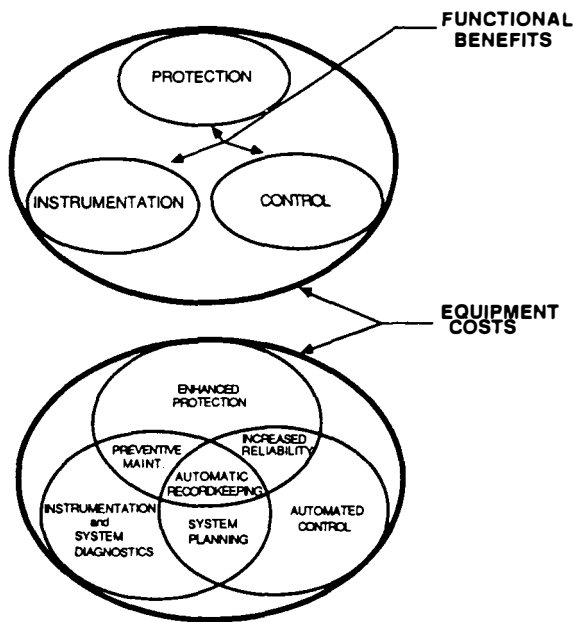 FUNCTIONAL
BENEFITS
PROTECTION
INSTRUMENTATION
CONTROL
EQUIPMENT
COSTS
ENHANCED
PROTECTION
PREVENTIVE
MAINT.
INCREASED
RELIABILITY
AUTOMATIC
RECORDKEEPING
INSTRUMENTATION
and
SYSTEM
DIAGNOSTICS
SYSTEM
PLANNING
AUTOMATED
CONTROL